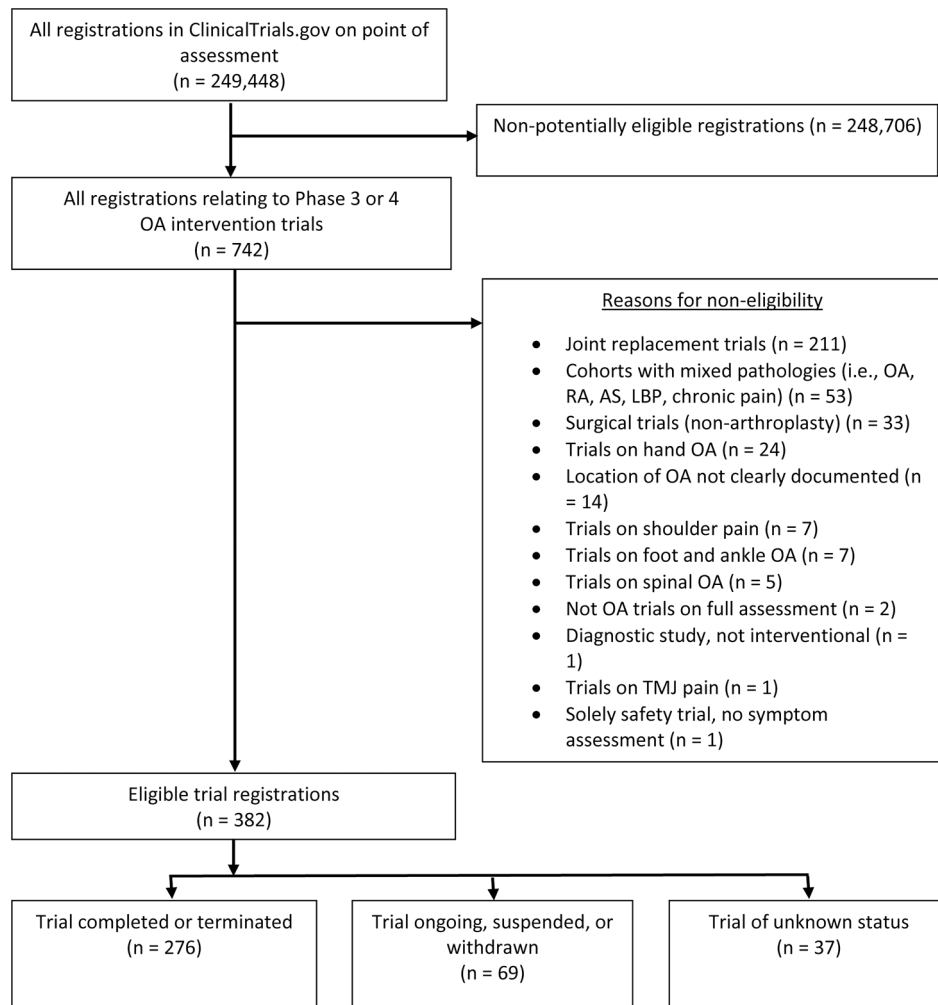 All registrations in ClinicalTrials.gov on point of
assessment
(n = 249,448)
Non-potentially eligible registrations (n = 248,706)
All registrations relating to Phase 3 or 4
OA intervention trials
(n = 742)
Reasons for non-eligibility
• Joint replacement trials (n = 211)
• Cohorts with mixed pathologies (i.e., OA,
RA, AS, LBP, chronic pain) (n = 53)
• Surgical trials (non-arthroplasty) (n = 33)
• Trials on hand OA (n = 24)
• Location of OA not clearly documented (n
= 14)
• Trials on shoulder pain (n = 7)
• Trials on foot and ankle OA (n = 7)
• Trials on spinal OA (n = 5)
• Not OA trials on full assessment (n = 2)
• Diagnostic study, not interventional (n =
1)
• Trials on TMJ pain (n = 1)
• Solely safety trial, no symptom
assessment (n = 1)
Eligible trial registrations
(n = 382)
Trial completed or terminated
(n = 276)
Trial ongoing, suspended, or
withdrawn
(n = 69)
Trial of unknown status
(n = 37)